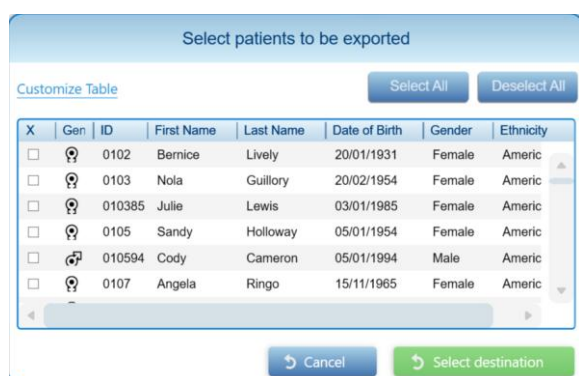 Select patients to be exported
Customize Table Select All Deselect All
X Gen ID First Name Last Name Date of Birth Gender Ethnicity
0102 Bernice Lively 20/01/1931 Female Americ
0103 Nola Guillory 20/02/1954 Female Americ
010385 Julie Lewis 03/01/1985 Female Americ
0105 Sandy Holloway 05/01/1954 Female Americ
010594 Cody Cameron 05/01/1994 Male Americ
0107 Angela Ringo 15/11/1965 Female Americ
Cancel Select destination